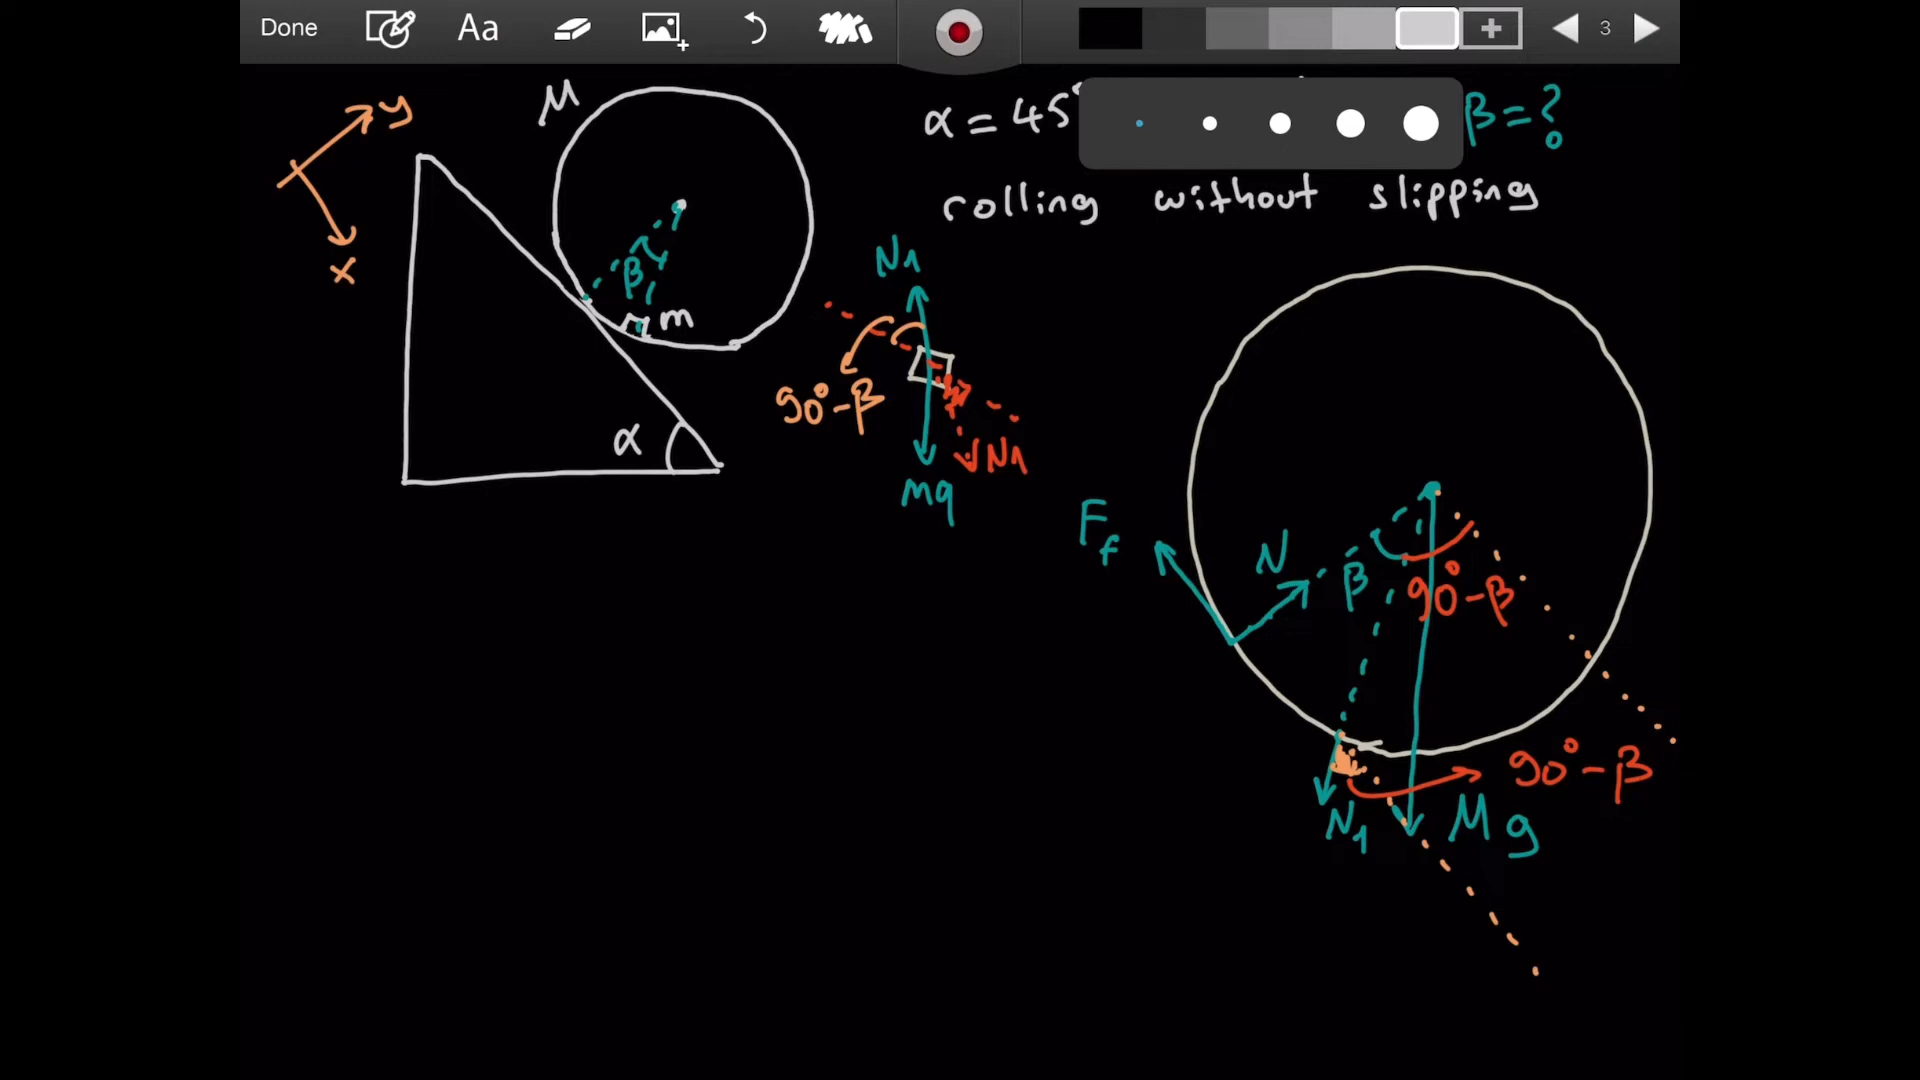 Done Aa 3
y
x
M
α = 45° β = ?
rolling without slipping
β
m
α
N1
90° - β
N1
mg
Ff
N
β
90° - β
90° - β
N1
Mg